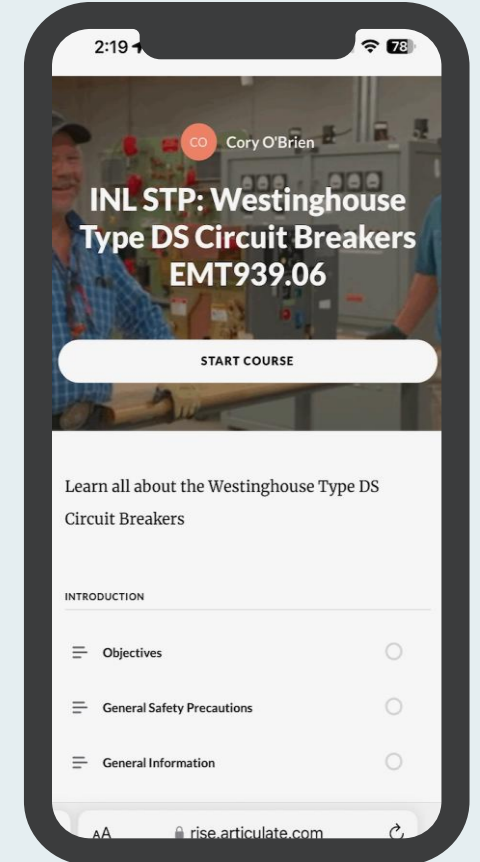 2:19
78
CO Cory O'Brien
INL STP: Westinghouse
Type DS Circuit Breakers
EMT939.06
START COURSE
Learn all about the Westinghouse Type DS
Circuit Breakers
INTRODUCTION
Objectives
General Safety Precautions
General Information
AA rise.articulate.com